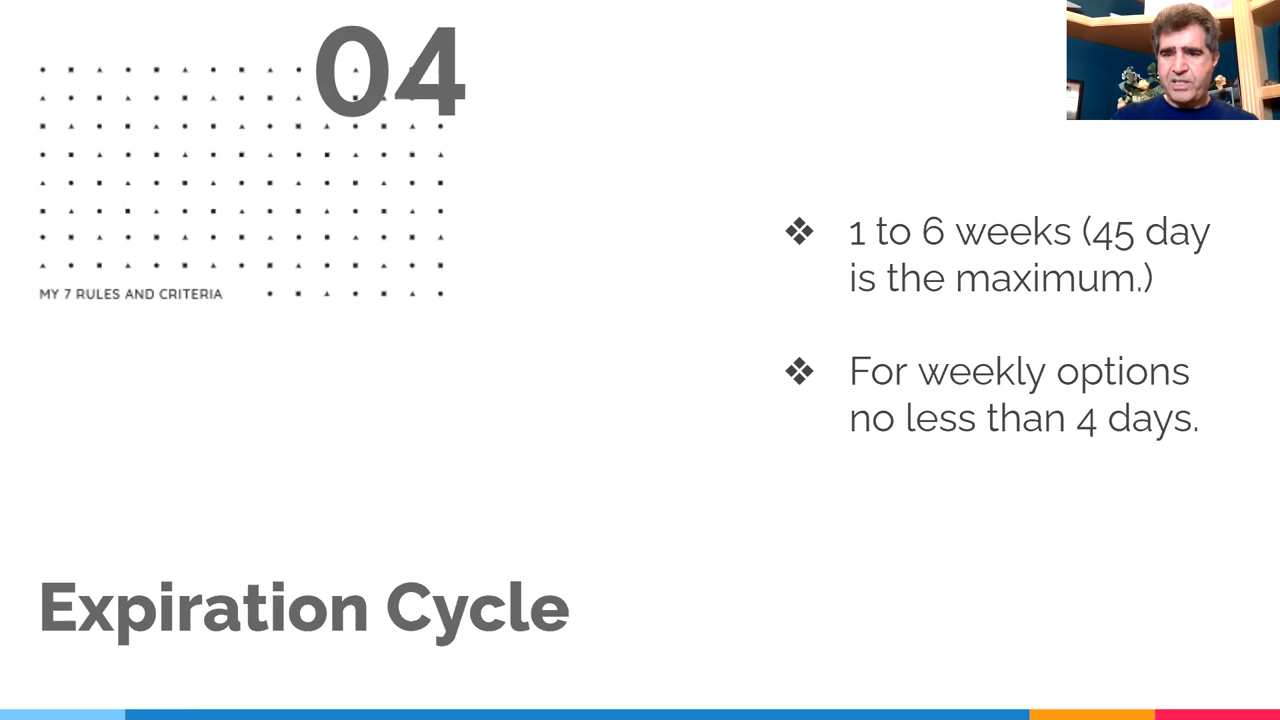 04
MY 7 RULES AND CRITERIA
❖ 1 to 6 weeks (45 day
is the maximum.)
❖ For weekly options
no less than 4 days.
Expiration Cycle